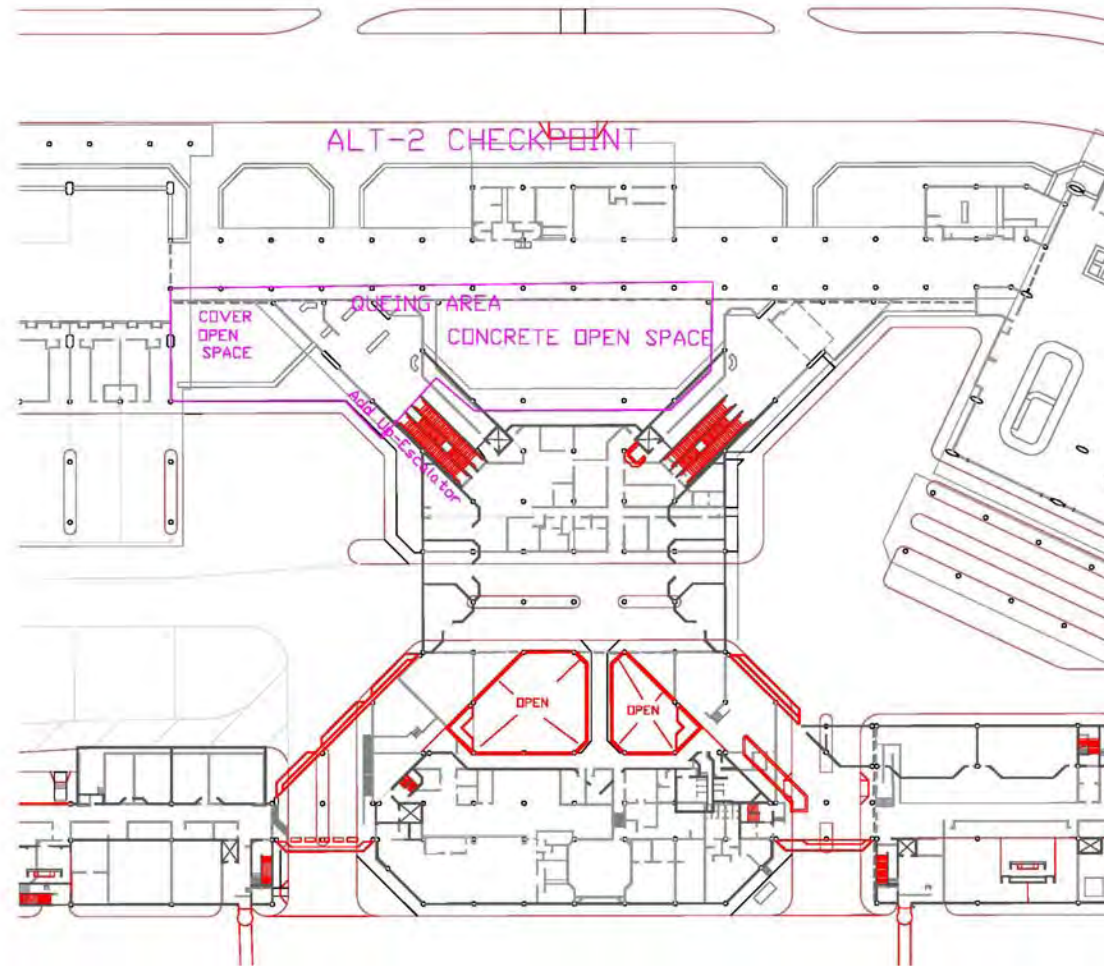 ALT-2 CHECKPOINT
QUEING AREA
COVER
OPEN
SPACE
CONCRETE OPEN SPACE
Add Up-Escalator
OPEN
OPEN